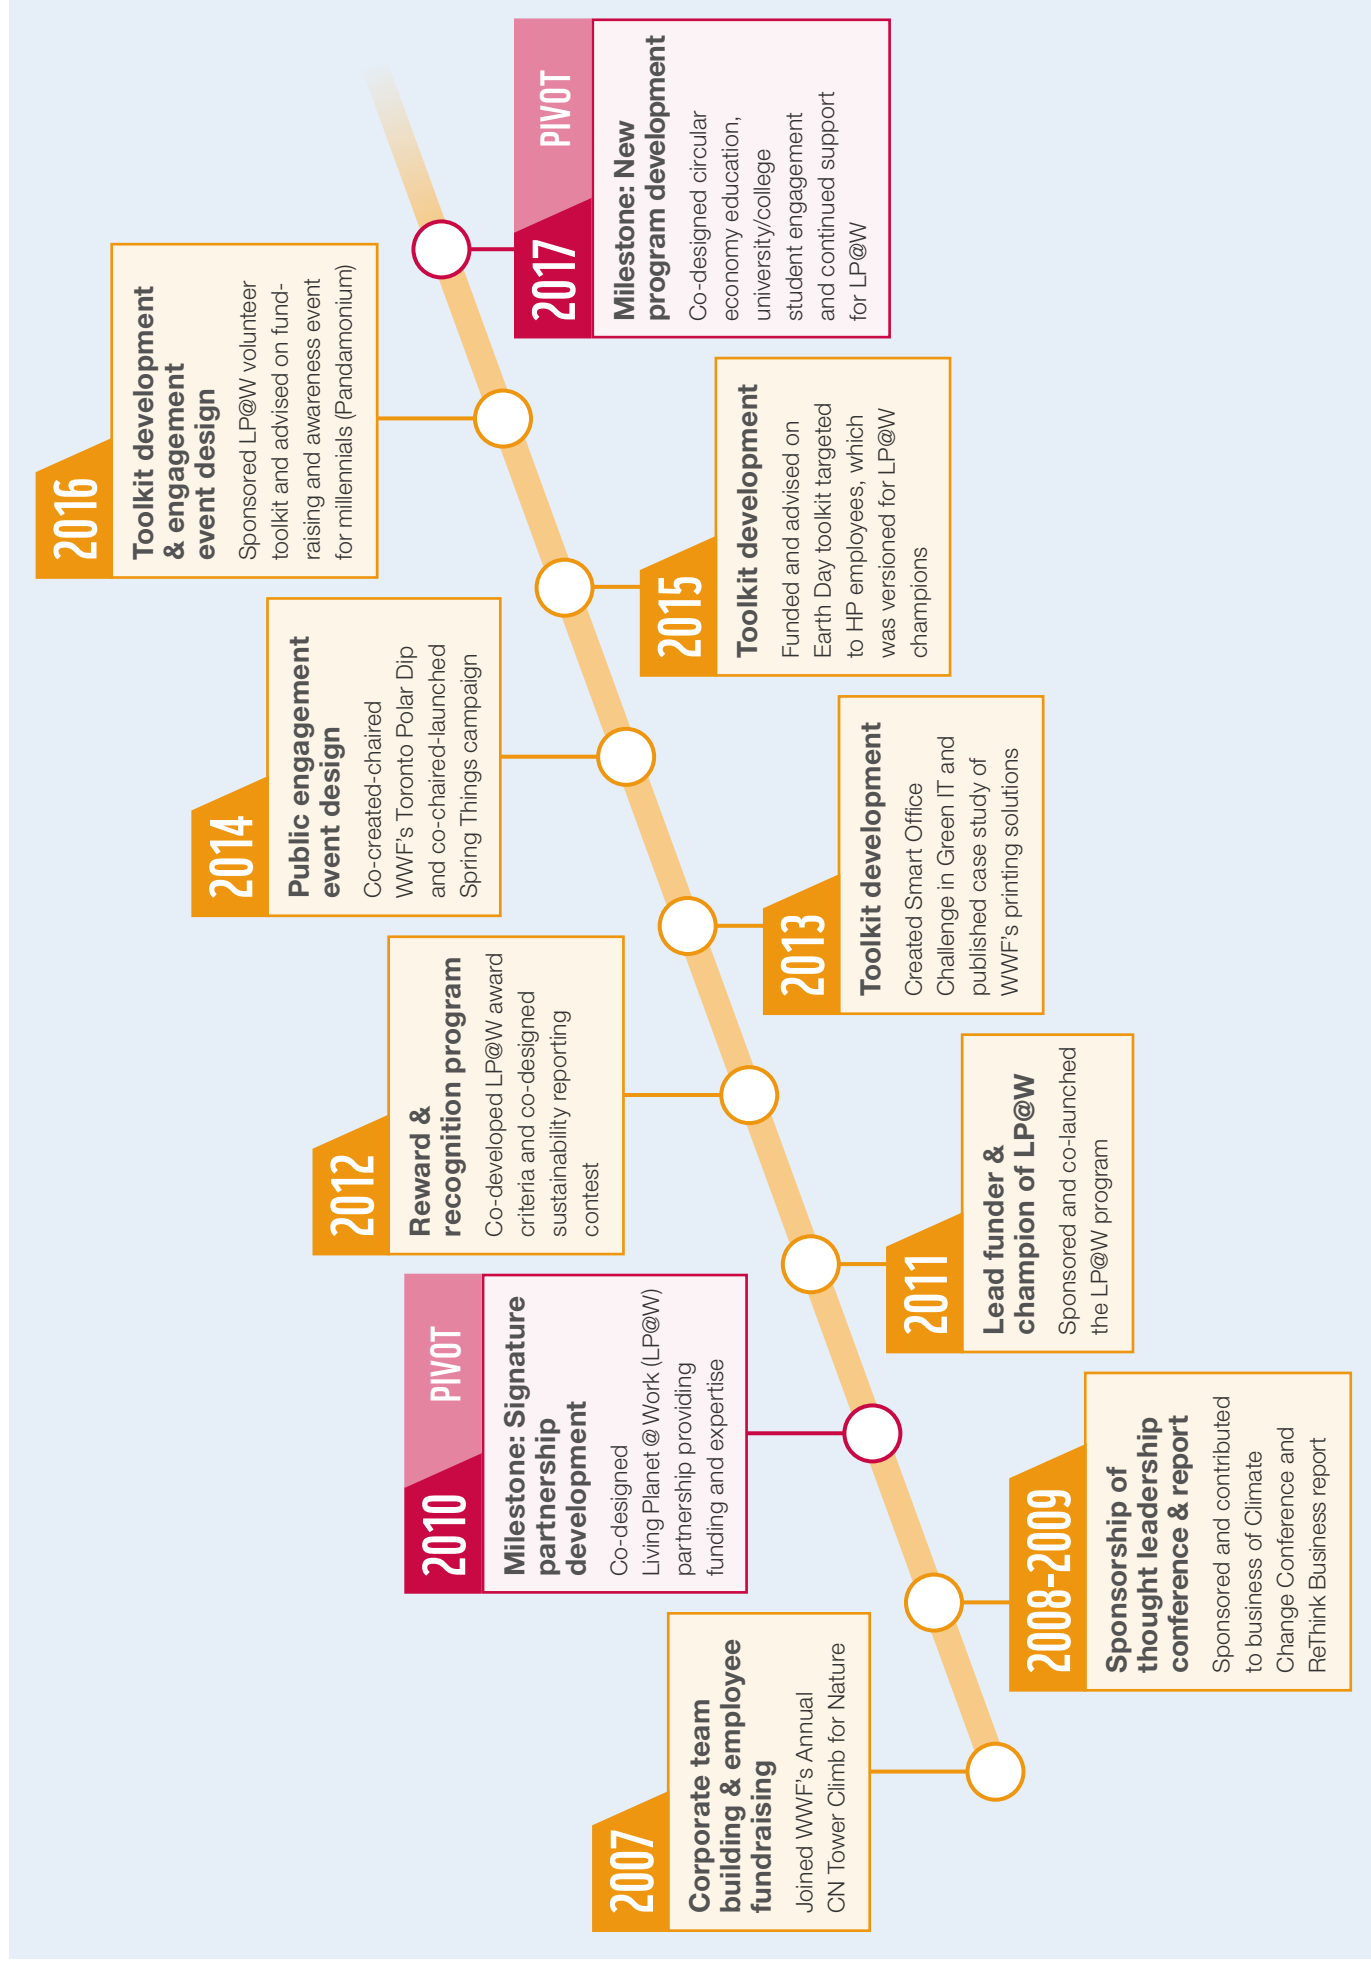 2007
Corporate team
building & employee
fundraising
Joined WWF's Annual
CN Tower Climb for Nature
2008-2009
Sponsorship of
thought leadership
conference & report
Sponsored and contributed
to business of Climate
Change Conference and
ReThink Business report
2010
PIVOT
Milestone: Signature
partnership
development
Co-designed
Living Planet @ Work (LP@W)
partnership providing
funding and expertise
2011
Lead funder &
champion of LP@W
Sponsored and co-launched
the LP@W program
2012
Reward &
recognition program
Co-developed LP@W award
criteria and co-designed
sustainability reporting
contest
2013
Toolkit development
Created Smart Office
Challenge in Green IT and
published case study of
WWF's printing solutions
2014
Public engagement
event design
Co-created-chaired
WWF's Toronto Polar Dip
and co-chaired-launched
Spring Things campaign
2015
Toolkit development
Funded and advised on
Earth Day toolkit targeted
to HP employees, which
was versioned for LP@W
champions
2016
Toolkit development
& engagement
event design
Sponsored LP@W volunteer
toolkit and advised on fund-
raising and awareness event
for millennials (Pandamonium)
2017
PIVOT
Milestone: New
program development
Co-designed circular
economy education,
university/college
student engagement
and continued support
for LP@W